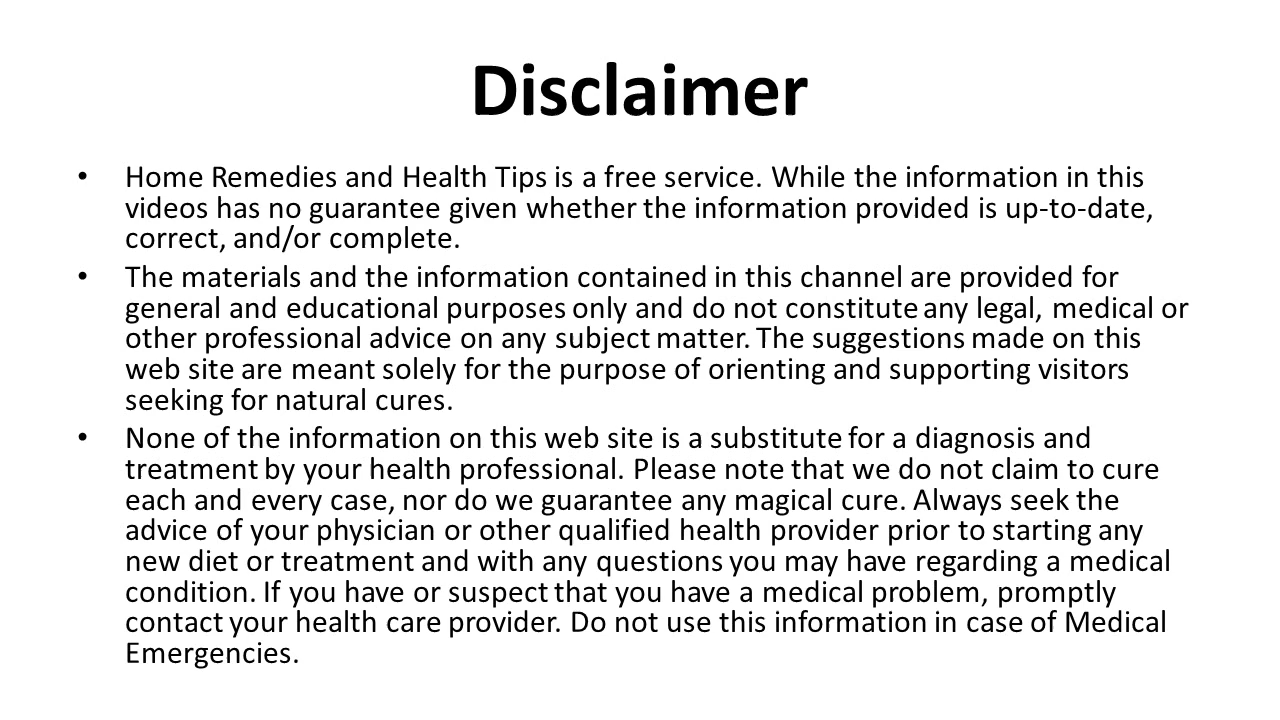 Disclaimer
• Home Remedies and Health Tips is a free service. While the information in this
videos has no guarantee given whether the information provided is up-to-date,
correct, and/or complete.
• The materials and the information contained in this channel are provided for
general and educational purposes only and do not constitute any legal, medical or
other professional advice on any subject matter. The suggestions made on this
web site are meant solely for the purpose of orienting and supporting visitors
seeking for natural cures.
• None of the information on this web site is a substitute for a diagnosis and
treatment by your health professional. Please note that we do not claim to cure
each and every case, nor do we guarantee any magical cure. Always seek the
advice of your physician or other qualified health provider prior to starting any
new diet or treatment and with any questions you may have regarding a medical
condition. If you have or suspect that you have a medical problem, promptly
contact your health care provider. Do not use this information in case of Medical
Emergencies.